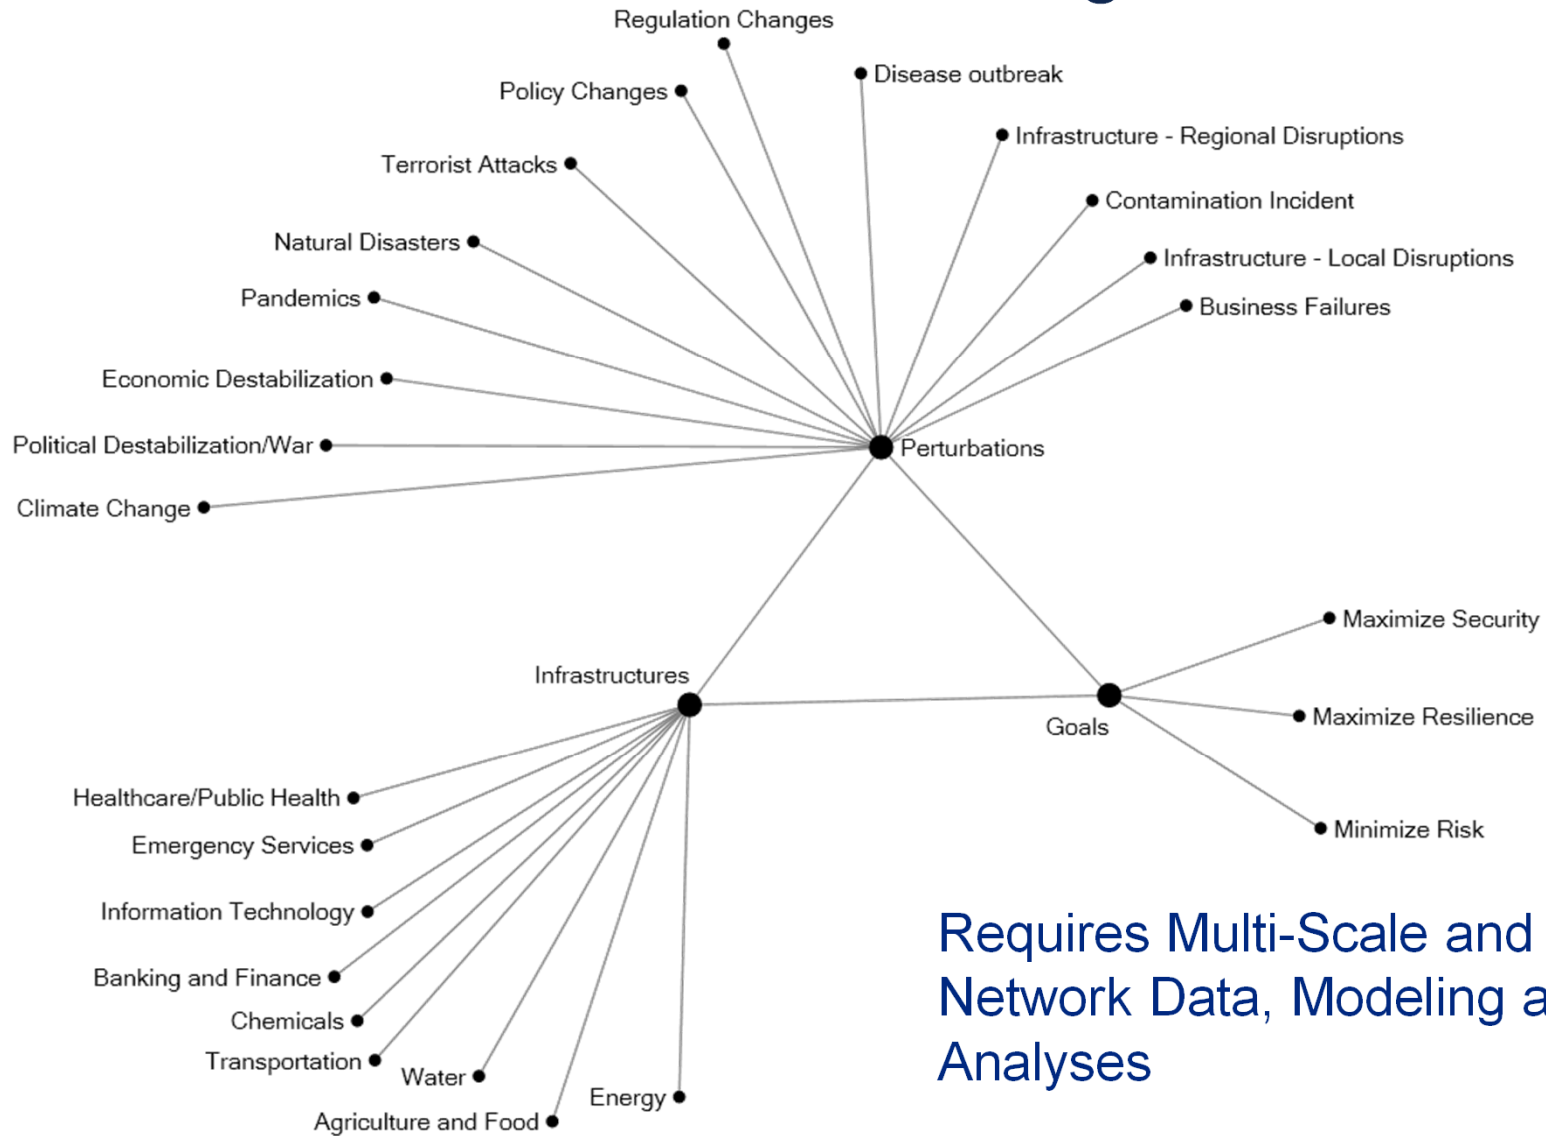 Regulation Changes
Disease outbreak
Policy Changes
Infrastructure - Regional Disruptions
Terrorist Attacks
Contamination Incident
Natural Disasters
Infrastructure - Local Disruptions
Pandemics
Business Failures
Economic Destabilization
Political Destabilization/War
Perturbations
Climate Change
Maximize Security
Infrastructures
Maximize Resilience
Goals
Healthcare/Public Health
Minimize Risk
Emergency Services
Information Technology
Banking and Finance
Chemicals
Transportation
Water
Energy
Agriculture and Food
Requires Multi-Scale and
Network Data, Modeling a
Analyses